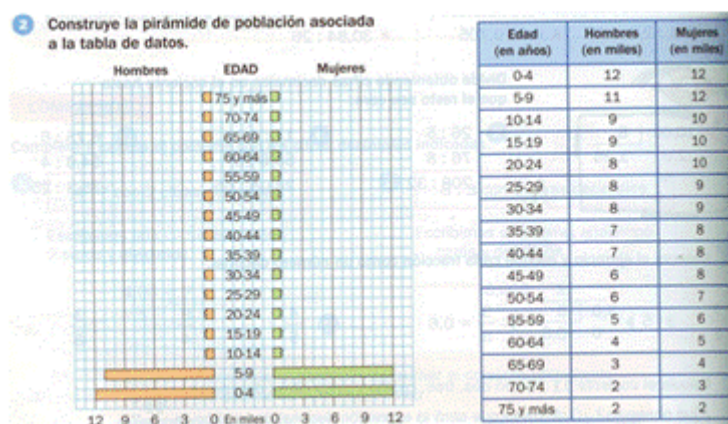 2 Construye la pirámide de población asociada
a la tabla de datos.
Hombres EDAD Mujeres
75 y más
70-74
65-69
60-64
55-59
50-54
45-49
40-44
35-39
30-34
25-29
20-24
15-19
10-14
5-9
0-4
12 9 6 3 0 En miles 0 3 6 9 12
Edad (en años) Hombres (en miles) Mujeres (en miles)
0-4 12 12
5-9 11 12
10-14 9 10
15-19 9 10
20-24 8 10
25-29 8 9
30-34 8 9
35-39 7 8
40-44 7 8
45-49 6 8
50-54 6 7
55-59 5 6
60-64 4 5
65-69 3 4
70-74 2 3
75 y más 2 2